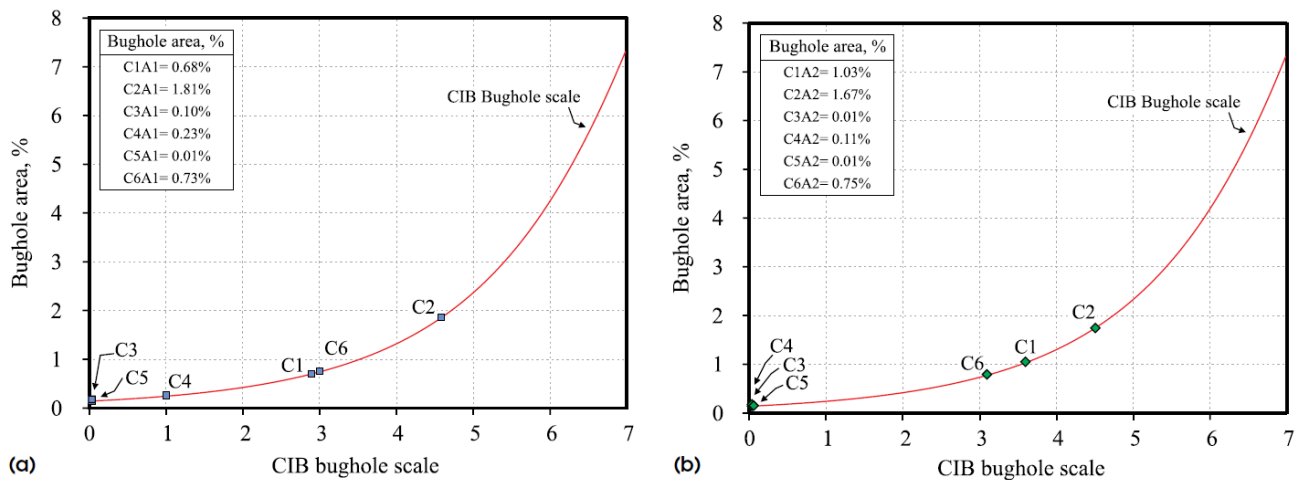 8
7
6
5
4
3
2
1
0
Bughole area, %
Bughole area, %
C1A1= 0.68%
C2A1= 1.81%
C3A1= 0.10%
C4A1= 0.23%
C5A1= 0.01%
C6A1= 0.73%
CIB Bughole scale
C2
C6
C1
C3
C5
C4
0 1 2 3 4 5 6 7
CIB bughole scale
(a)
8
7
6
5
4
3
2
1
0
Bughole area, %
Bughole area, %
C1A2= 1.03%
C2A2= 1.67%
C3A2= 0.01%
C4A2= 0.11%
C5A2= 0.01%
C6A2= 0.75%
CIB Bughole scale
C2
C1
C6
C4
C3
C5
0 1 2 3 4 5 6 7
CIB bughole scale
(b)